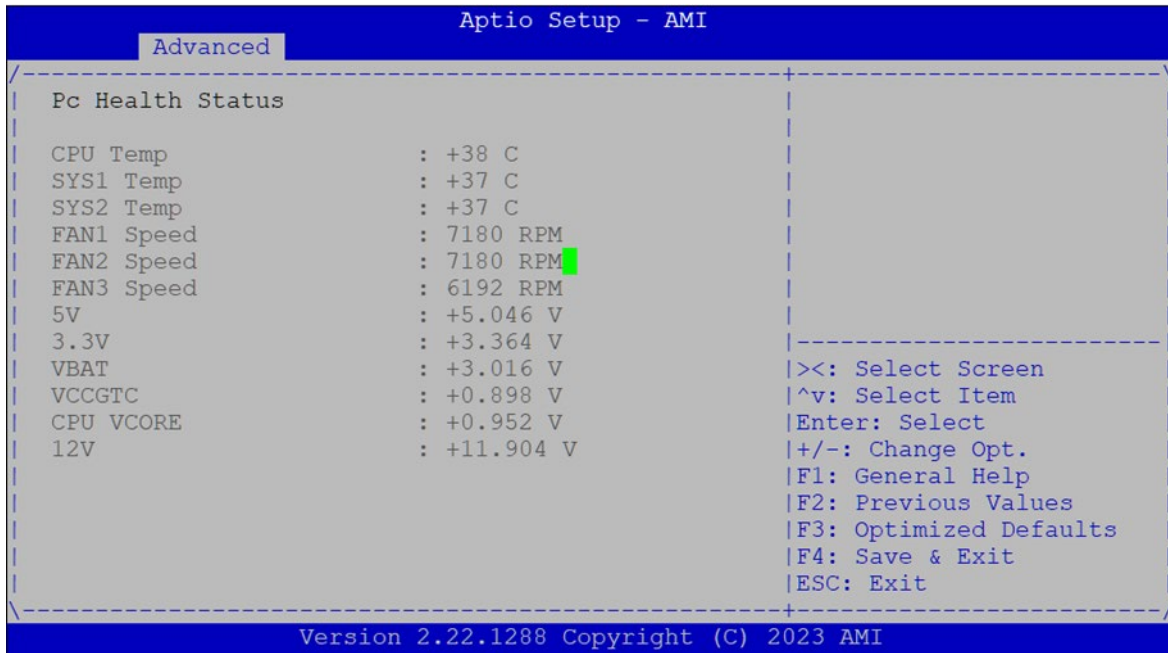 Aptio Setup - AMI
Advanced
Pc Health Status
CPU Temp : +38 C
SYS1 Temp : +37 C
SYS2 Temp : +37 C
FAN1 Speed : 7180 RPM
FAN2 Speed : 7180 RPM
FAN3 Speed : 6192 RPM
5V : +5.046 V
3.3V : +3.364 V
VBAT : +3.016 V
VCCGTC : +0.898 V
CPU VCORE : +0.952 V
12V : +11.904 V
><: Select Screen
^v: Select Item
Enter: Select
+/-: Change Opt.
F1: General Help
F2: Previous Values
F3: Optimized Defaults
F4: Save & Exit
ESC: Exit
Version 2.22.1288 Copyright (C) 2023 AMI